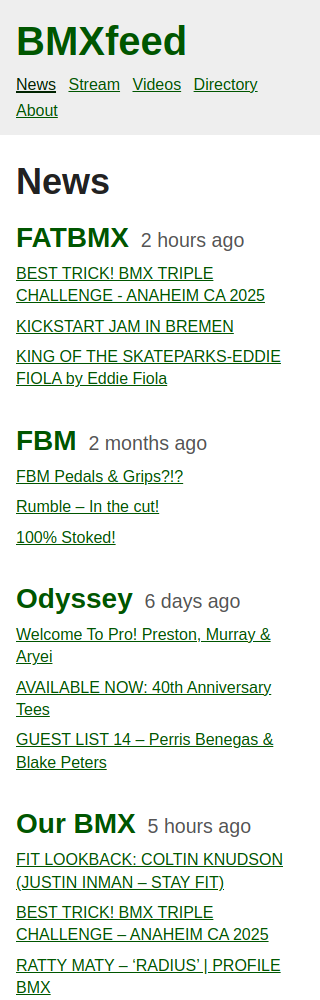 BMXfeed
News Stream Videos Directory
About
News
FATBMX 2 hours ago
BEST TRICK! BMX TRIPLE
CHALLENGE - ANAHEIM CA 2025
KICKSTART JAM IN BREMEN
KING OF THE SKATEPARKS-EDDIE
FIOLA by Eddie Fiola
FBM 2 months ago
FBM Pedals & Grips?!?
Rumble – In the cut!
100% Stoked!
Odyssey 6 days ago
Welcome To Pro! Preston, Murray &
Aryei
AVAILABLE NOW: 40th Anniversary
Tees
GUEST LIST 14 – Perris Benegas &
Blake Peters
Our BMX 5 hours ago
FIT LOOKBACK: COLTIN KNUDSON
(JUSTIN INMAN – STAY FIT)
BEST TRICK! BMX TRIPLE
CHALLENGE – ANAHEIM CA 2025
RATTY MATY – ‘RADIUS’ | PROFILE
BMX